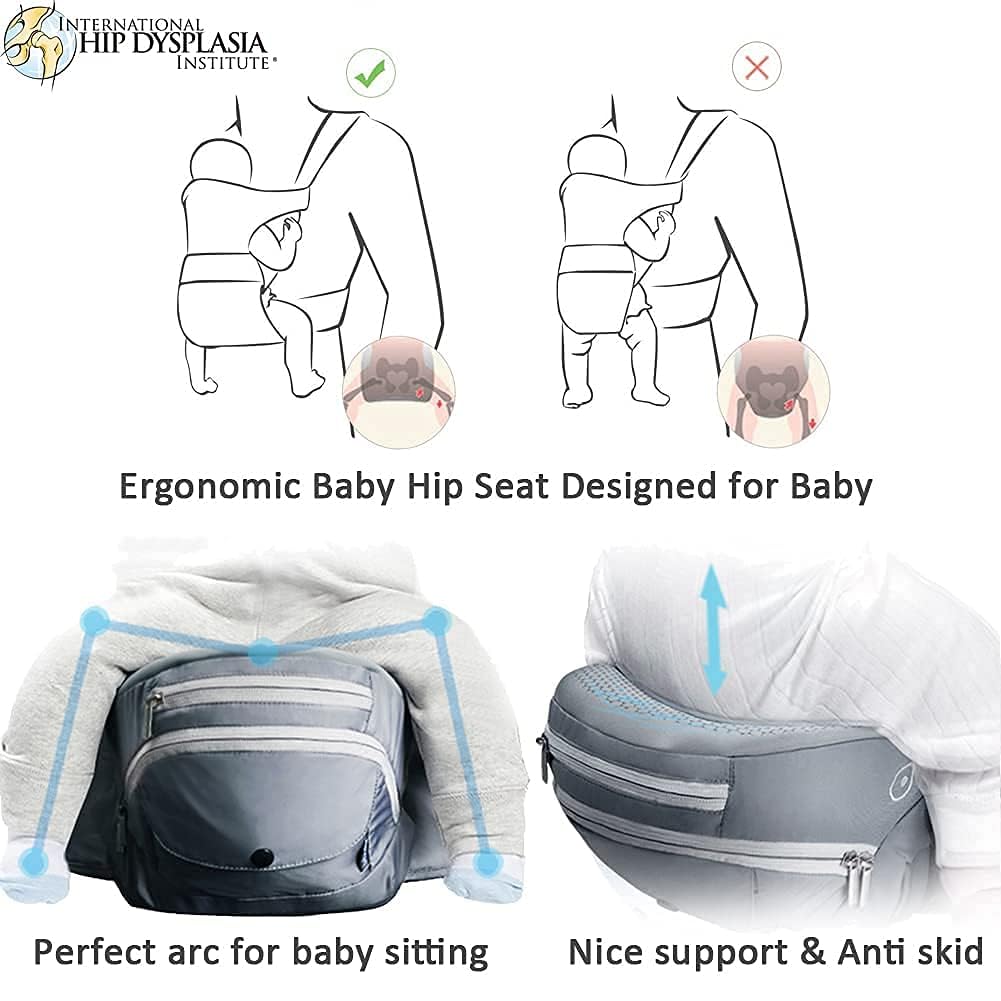 INTERNATIONAL
HIP DYSPLASIA
INSTITUTE®
Ergonomic Baby Hip Seat Designed for Baby
Perfect arc for baby sitting
Nice support & Anti skid